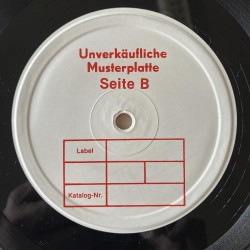 Unverkäufliche
Musterplatte
Seite B
Label
Katalog-Nr.